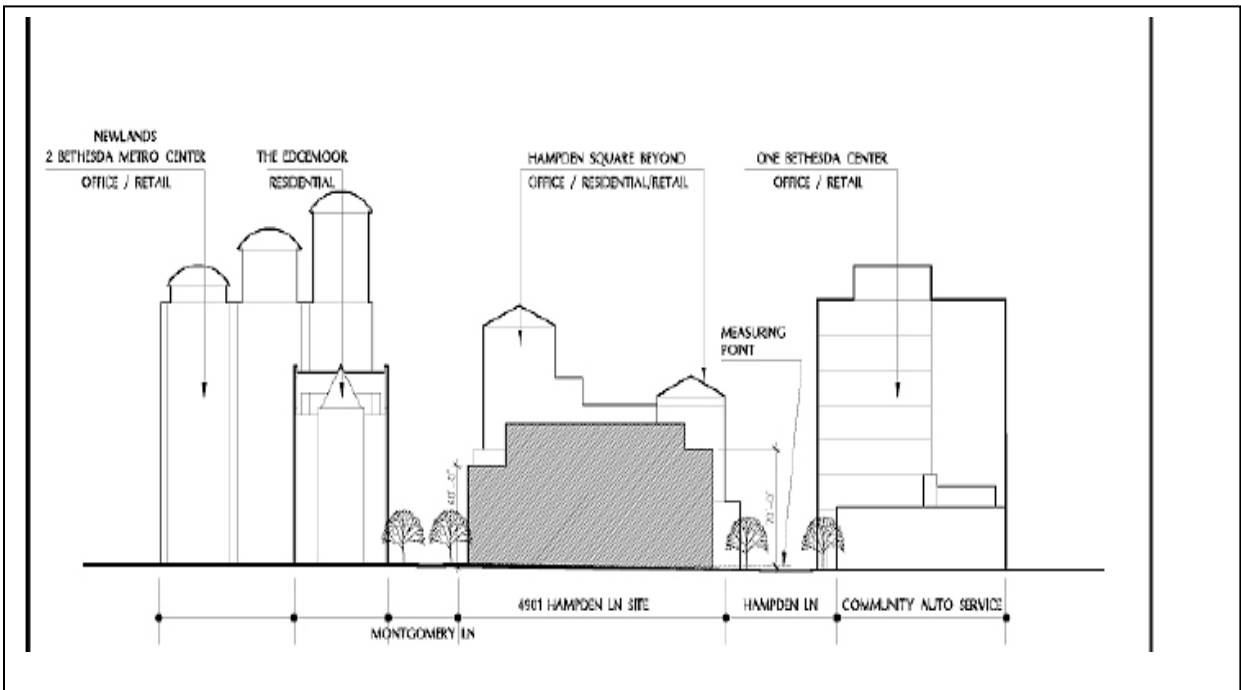 NEWLANDS
2 BETHESDA METRO CENTER
OFFICE / RETAIL
THE EDGEMOOR
RESIDENTIAL
HAMPDEN SQUARE BEYOND
OFFICE / RESIDENTIAL/RETAIL
ONE BETHESDA CENTER
OFFICE / RETAIL
MEASURING
POINT
4901 HAMPDEN LN SITE
HAMPDEN LN
COMMUNITY AUTO SERVICE
MONTGOMERY LN